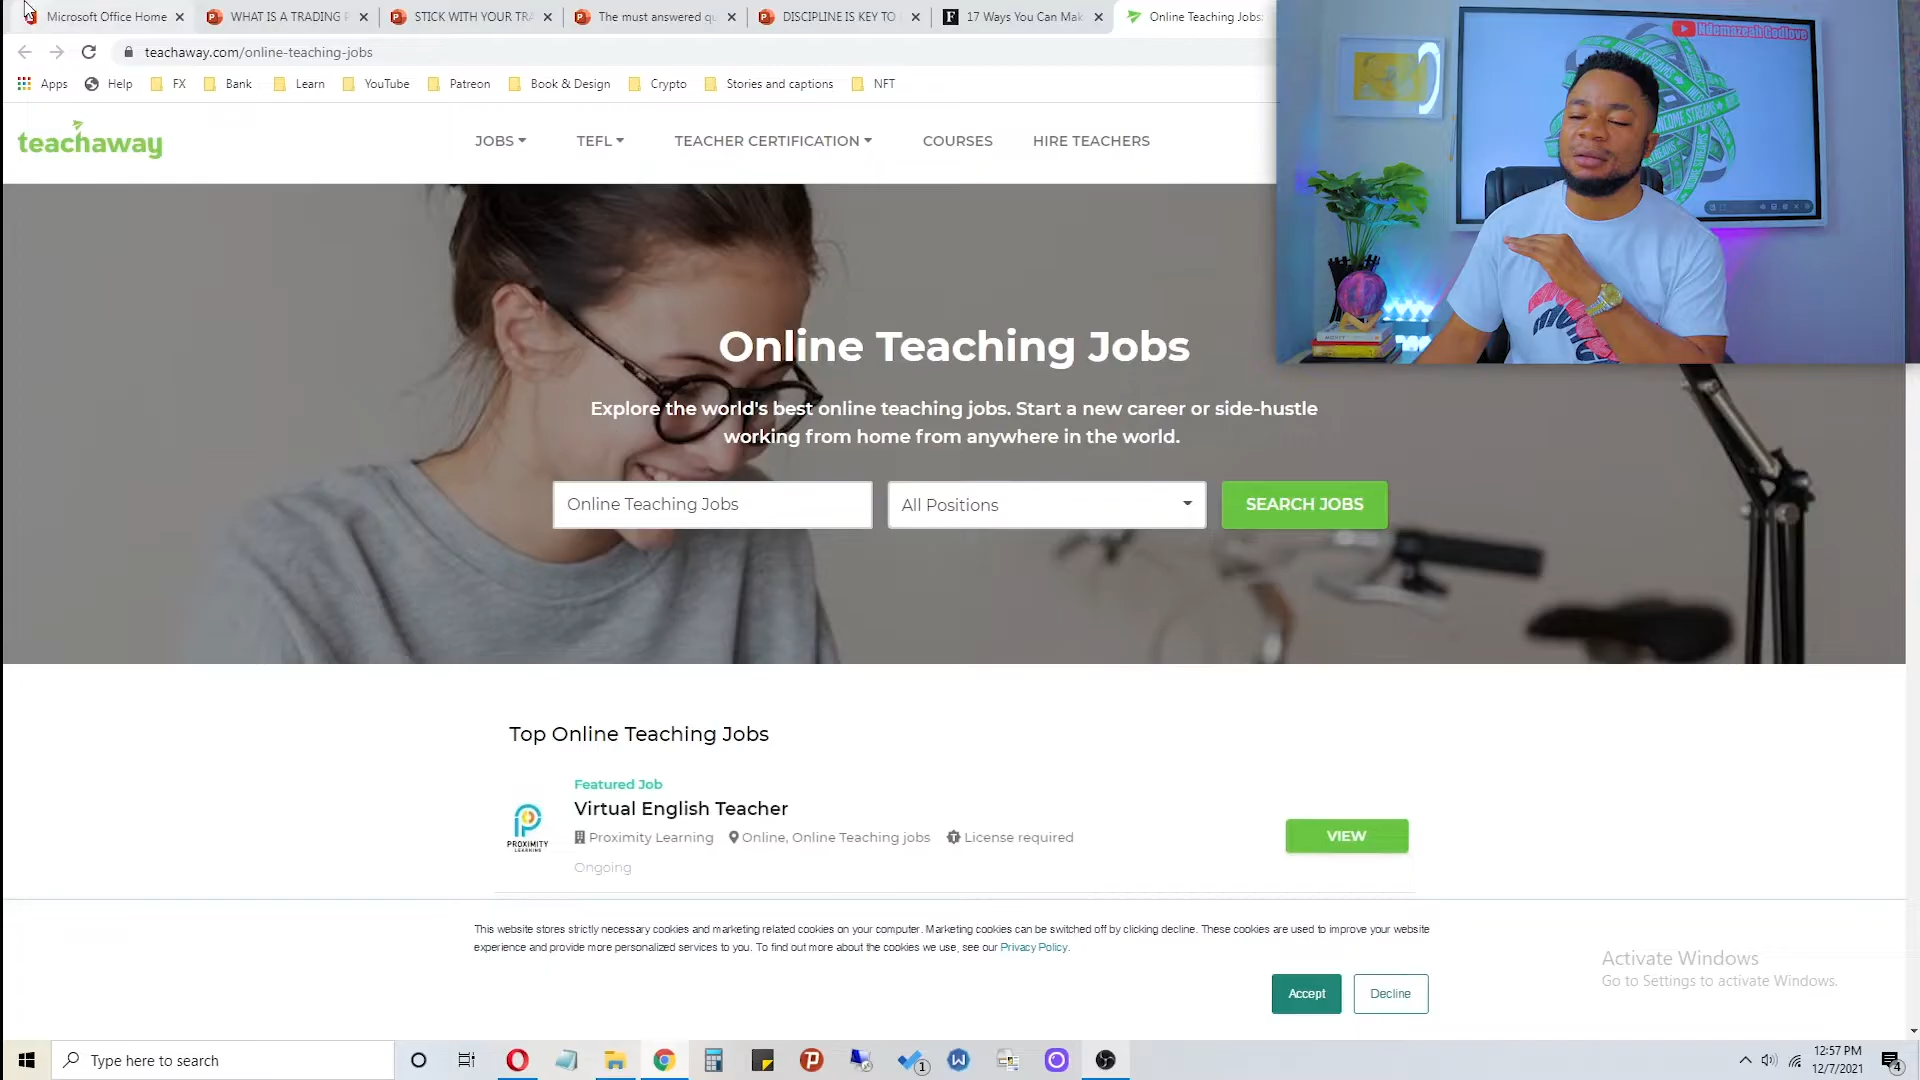 Microsoft Office Home
WHAT IS A TRADING
STICK WITH YOUR TRA
The must answered qu
DISCIPLINE IS KEY TO
17 Ways You Can Mak
Online Teaching Jobs:
teachaway.com/online-teaching-jobs
Apps
Help
FX
Bank
Learn
YouTube
Patreon
Book & Design
Crypto
Stories and captions
NFT
Ndemazeah Godlove
INCOME STREAMS
teachaway
JOBS
TEFL
TEACHER CERTIFICATION
COURSES
HIRE TEACHERS
Online Teaching Jobs
Explore the world's best online teaching jobs. Start a new career or side-hustle
working from home from anywhere in the world.
Online Teaching Jobs
All Positions
SEARCH JOBS
Top Online Teaching Jobs
Featured Job
Virtual English Teacher
PROXIMITY
LEARNING
Proximity Learning
Online, Online Teaching jobs
License required
Ongoing
VIEW
This website stores strictly necessary cookies and marketing related cookies on your computer. Marketing cookies can be switched off by clicking decline. These cookies are used to improve your website
experience and provide more personalized services to you. To find out more about the cookies we use, see our Privacy Policy.
Accept
Decline
Activate Windows
Go to Settings to activate Windows.
Type here to search
1
12:57 PM
12/7/2021
4